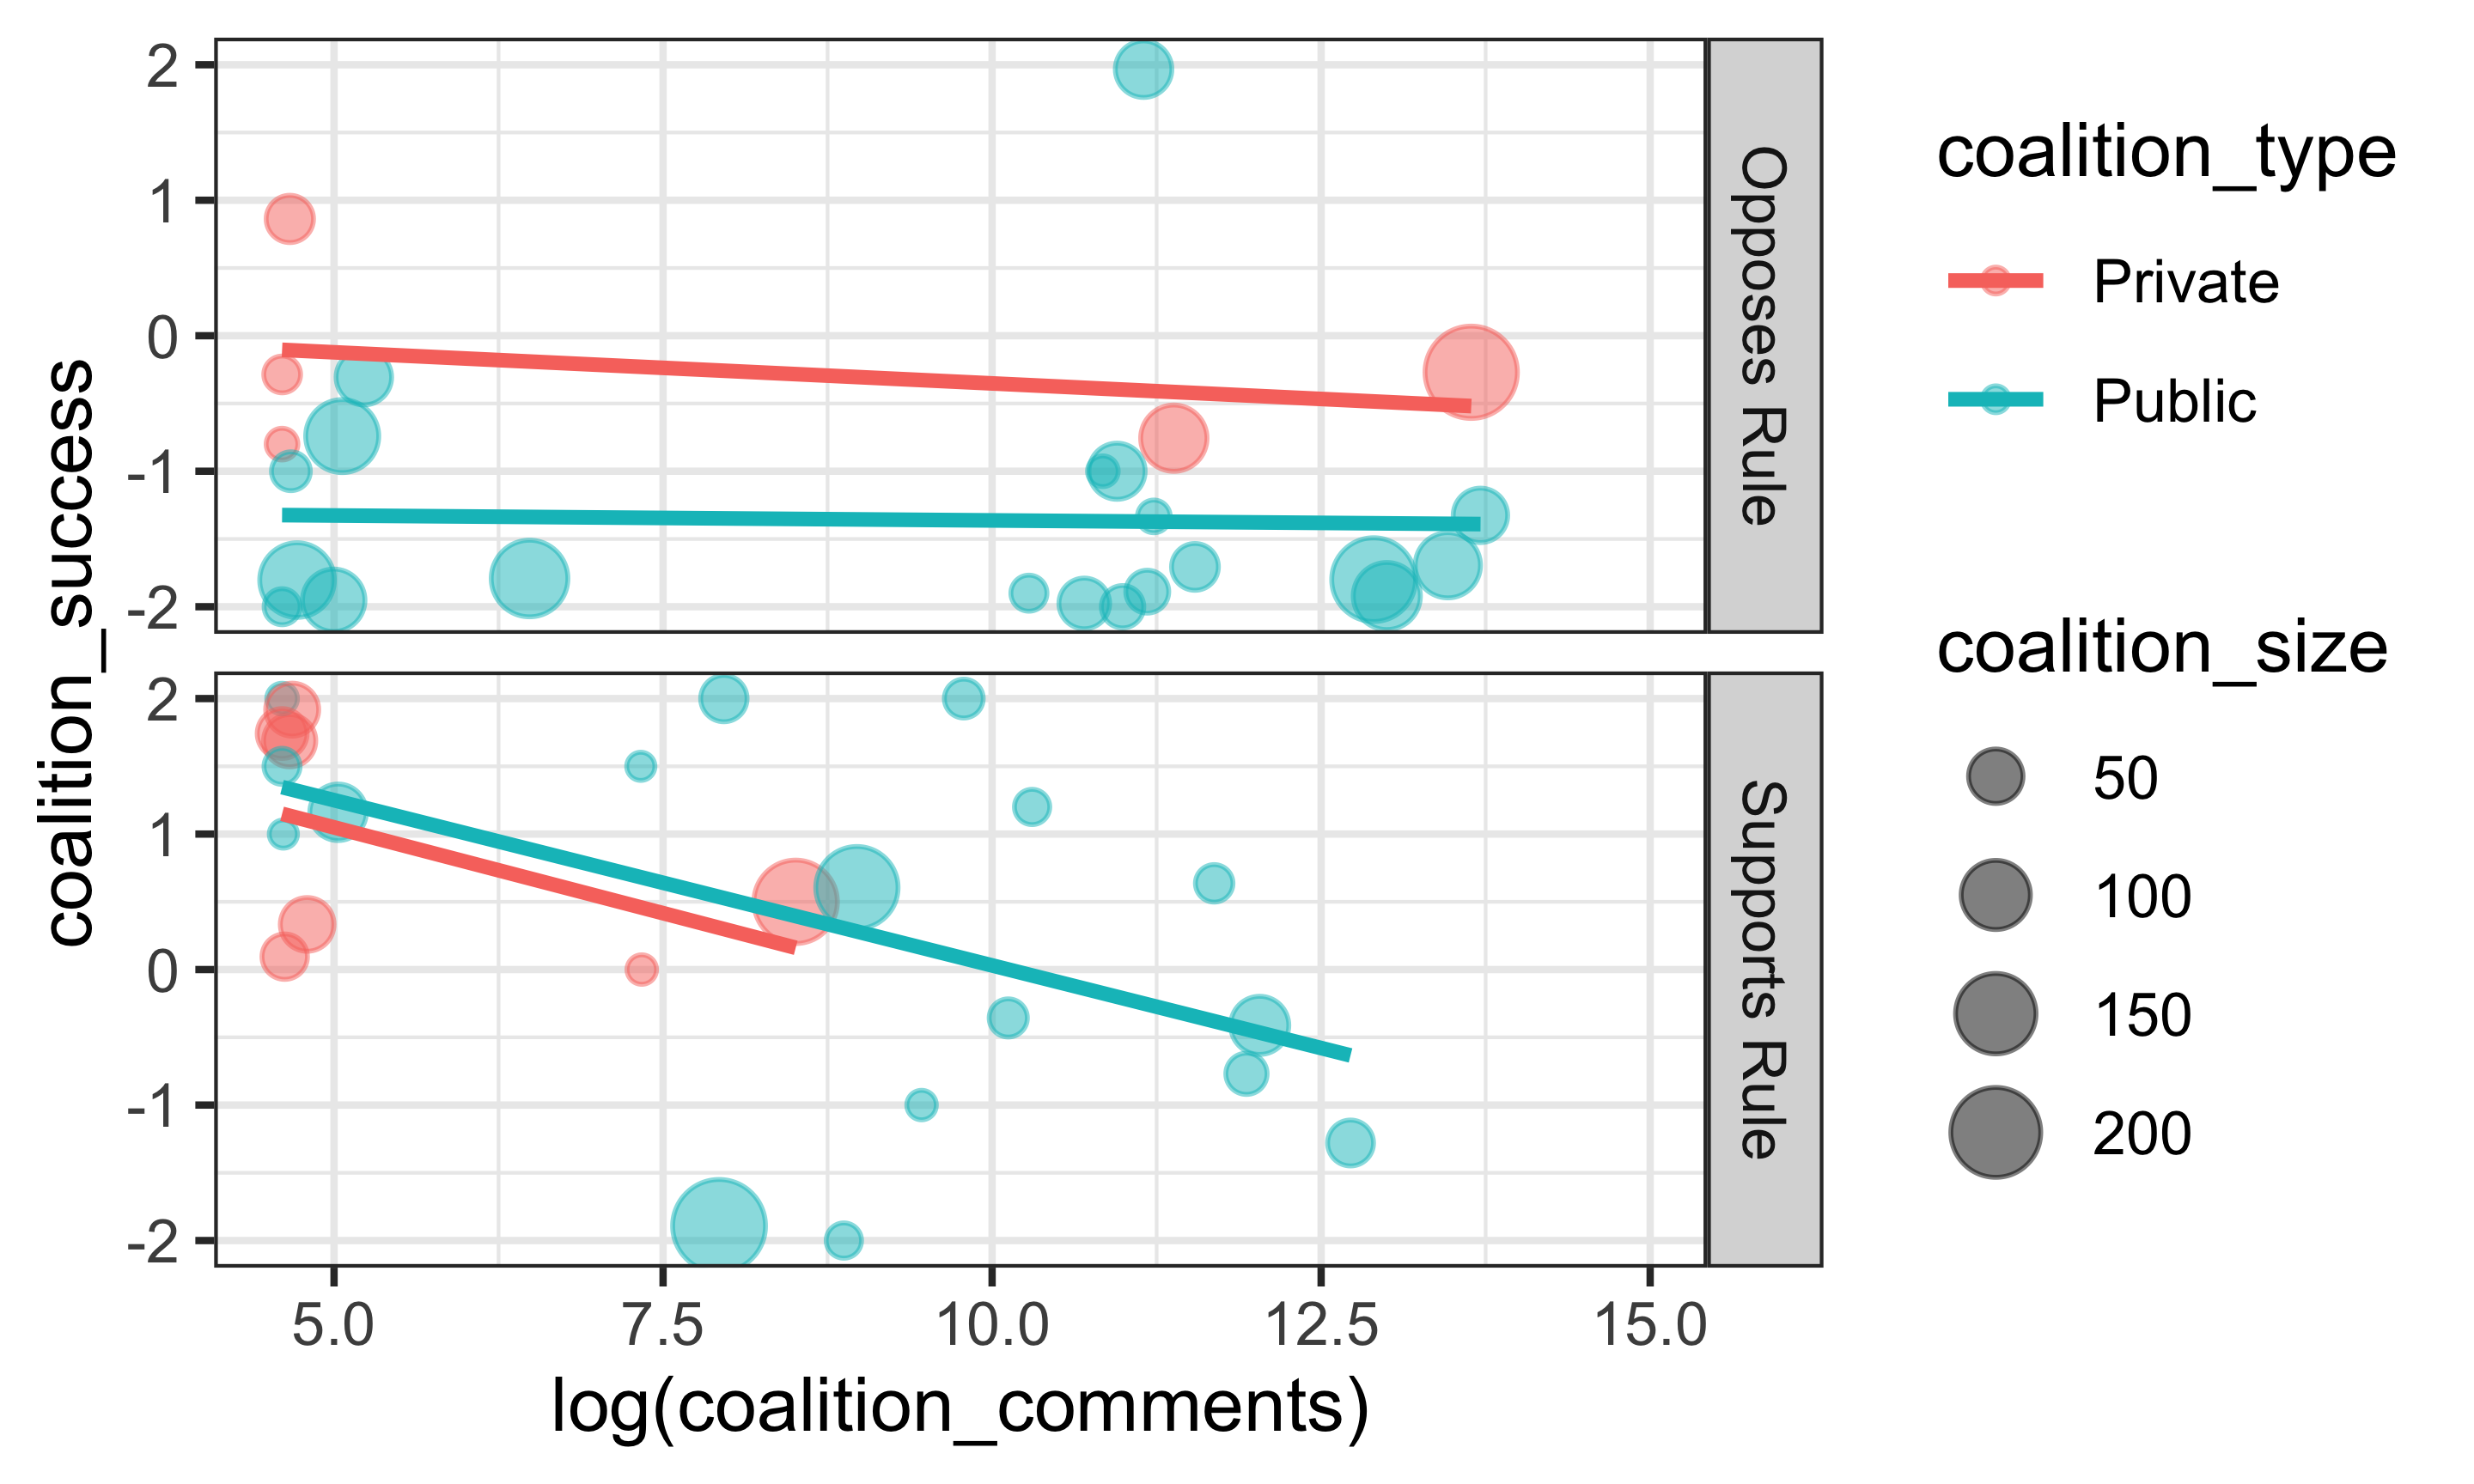 coalition_success
2
1
0
-1
-2
Opposes Rule
2
1
0
-1
-2
Supports Rule
5.0 7.5 10.0 12.5 15.0
log(coalition_comments)
coalition_type
Private
Public
coalition_size
50
100
150
200